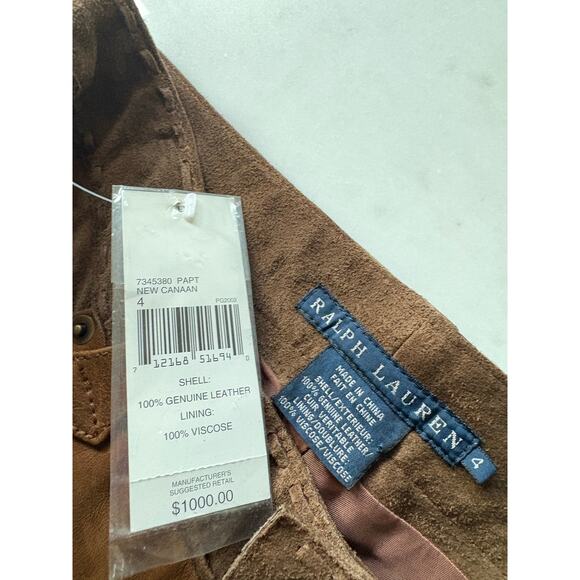 7345380 PAPT
NEW CANAAN
4
PG2002
7 12168 51694 0
SHELL:
100% GENUINE LEATHER
LINING:
100% VISCOSE
MANUFACTURER'S
SUGGESTED RETAIL
$1000.00
RALPH LAUREN
4
MADE IN CHINA
FAIT EN CHINE
SHELL/EXTERIEUR:
100% GENUINE LEATHER/
CUIR VERITABLE
LINING/DOUBLURE:
100% VISCOSE/VISCOSE